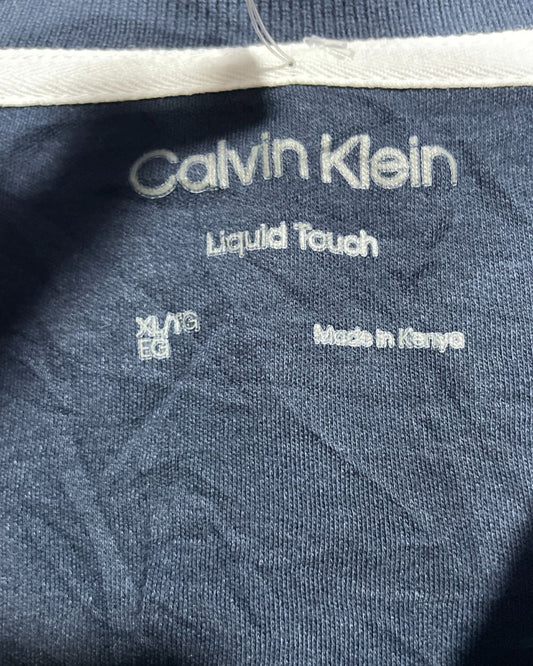 Calvin Klein
Liquid Touch
XL/TG
EG
Made in Kenya